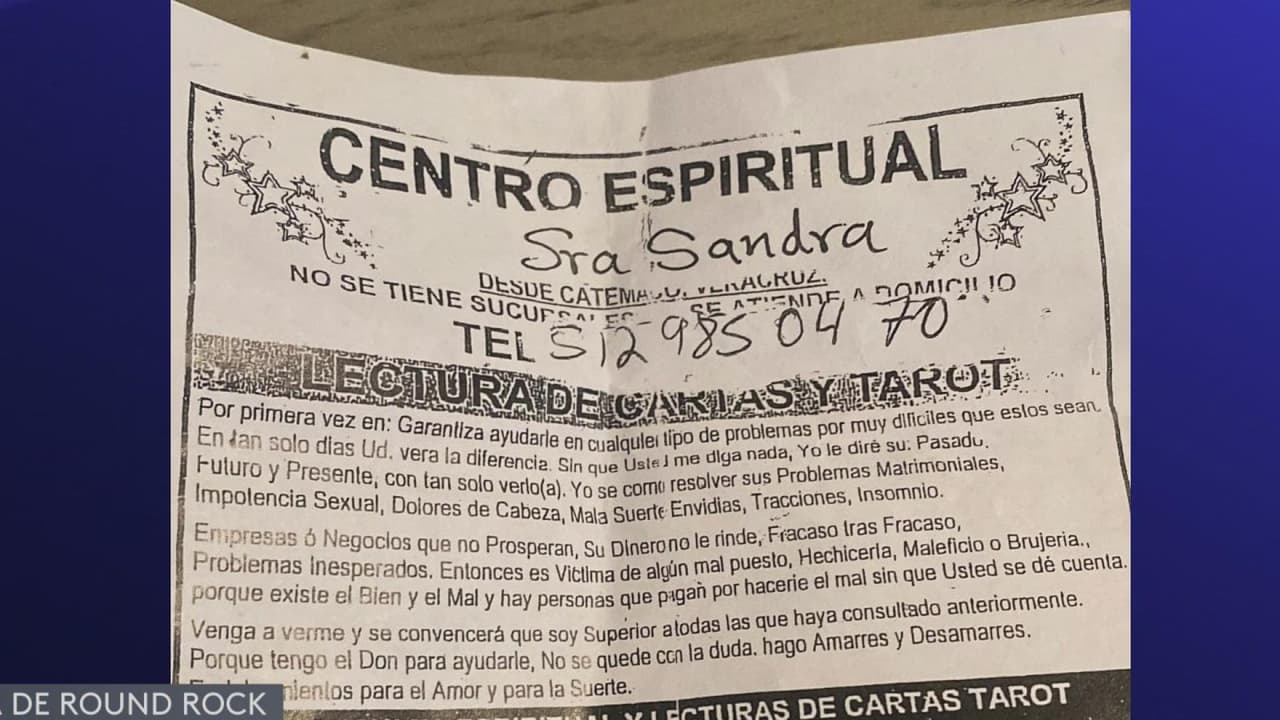 CENTRO ESPIRITUAL
Sra Sandra
DESDE CATEMACO, VERACRUZ.
NO SE TIENE SUCURSALES SE ATIENDE A DOMICILIO
TEL 512 985 04 70
LECTURA DE CARTAS Y TAROT
Por primera vez en: Garantiza ayudarle en cualquier tipo de problemas por muy dificiles que estos sean,
En tan solo dias Ud. vera la diferencia. Sin que Usted me diga nada, Yo le diré su: Pasado,
Futuro y Presente, con tan solo verlo(a). Yo se como resolver sus Problemas Matrimoniales,
Impotencia Sexual, Dolores de Cabeza, Mala Suerte Envidias, Tracciones, Insomnio.
Empresas ó Negocios que no Prosperan, Su Dinero no le rinde, Fracaso tras Fracaso,
Problemas Inesperados. Entonces es Victima de algún mal puesto, Hechicería, Maleficio o Brujeria.,
porque existe el Bien y el Mal y hay personas que pagan por hacerie el mal sin que Usted se dé cuenta.
Venga a verme y se convencerá que soy Superior a todas las que haya consultado anteriormente.
Porque tengo el Don para ayudarle, No se quede con la duda. hago Amarres y Desamarres.
para el Amor y para la Suerte.
ESPIRITUAL Y LECTURAS DE CARTAS TAROT
DE ROUND ROCK